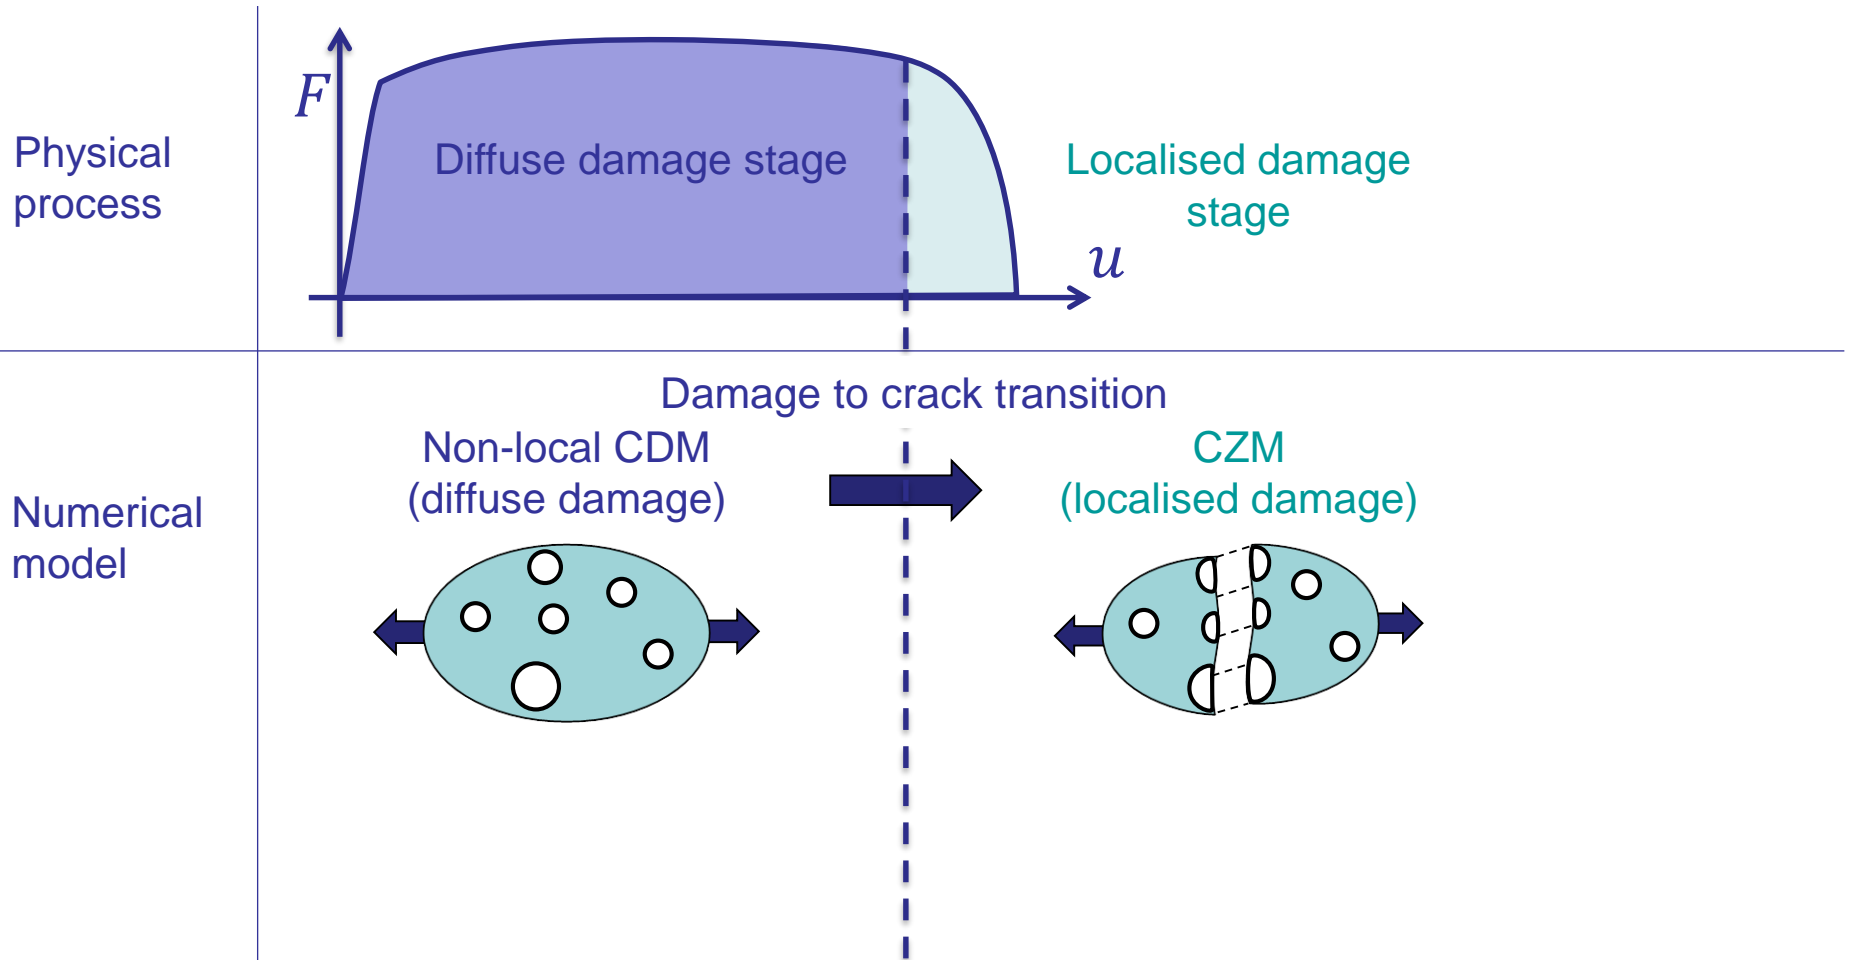 F
Physical
process
Diffuse damage stage
Localised damage
stage
u
Damage to crack transition
Non-local CDM
(diffuse damage)
CZM
(localised damage)
Numerical
model